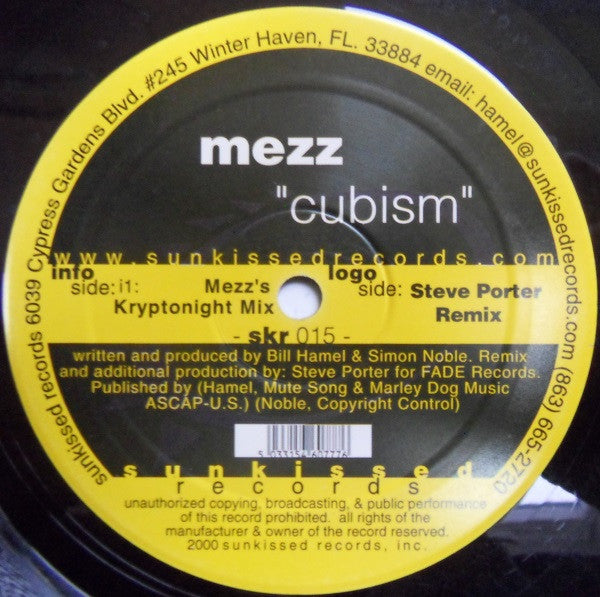 sunkissed records 6039 Cypress Gardens Blvd. #245 Winter Haven, FL. 33884 email: hamel@sunkissedrecords.com (863) 665-2720
mezz
"cubism"
www.sunkissedrecords.com
info
side: i1: Mezz's
Kryptonight Mix
logo
side: Steve Porter
Remix
- skr 015 -
written and produced by Bill Hamel & Simon Noble. Remix
and additional production by: Steve Porter for FADE Records.
Published by (Hamel, Mute Song & Marley Dog Music
ASCAP-U.S.) (Noble, Copyright Control)
5 033154 607776
sunkissed
records
unauthorized copying, broadcasting, & public performance
of this record prohibited. all rights of the
manufacturer & owner of the record reserved.
2000 sunkissed records, inc.